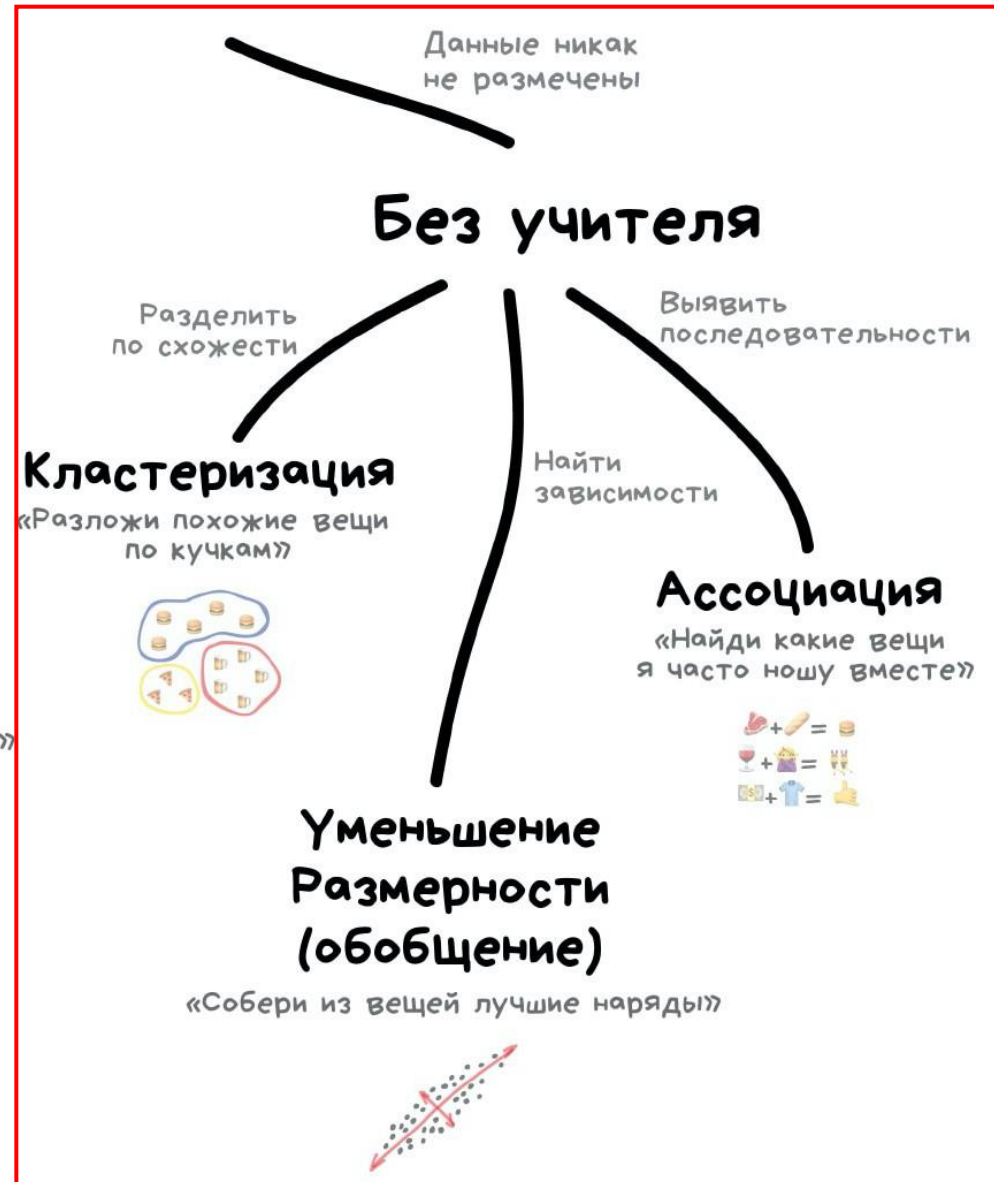 Данные никак
не размечены
Без учителя
Разделить
по схожести
Выявить
последовательности
Кластеризация
«Разложи похожие вещи
по кучкам»
Найти
зависимости
Ассоциация
«Найди какие вещи
я часто ношу вместе»
»
+ =
+ =
+ =
Уменьшение
Размерности
(обобщение)
«Собери из вещей лучшие наряды»